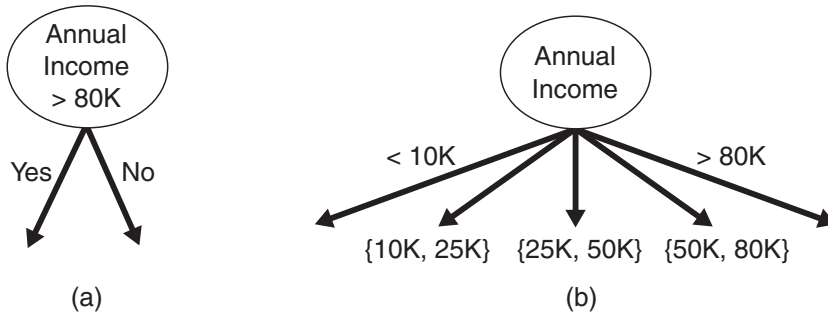 Annual
Income
> 80K
Yes
No
(a)
Annual
Income
< 10K
> 80K
{10K, 25K}
{25K, 50K}
{50K, 80K}
(b)